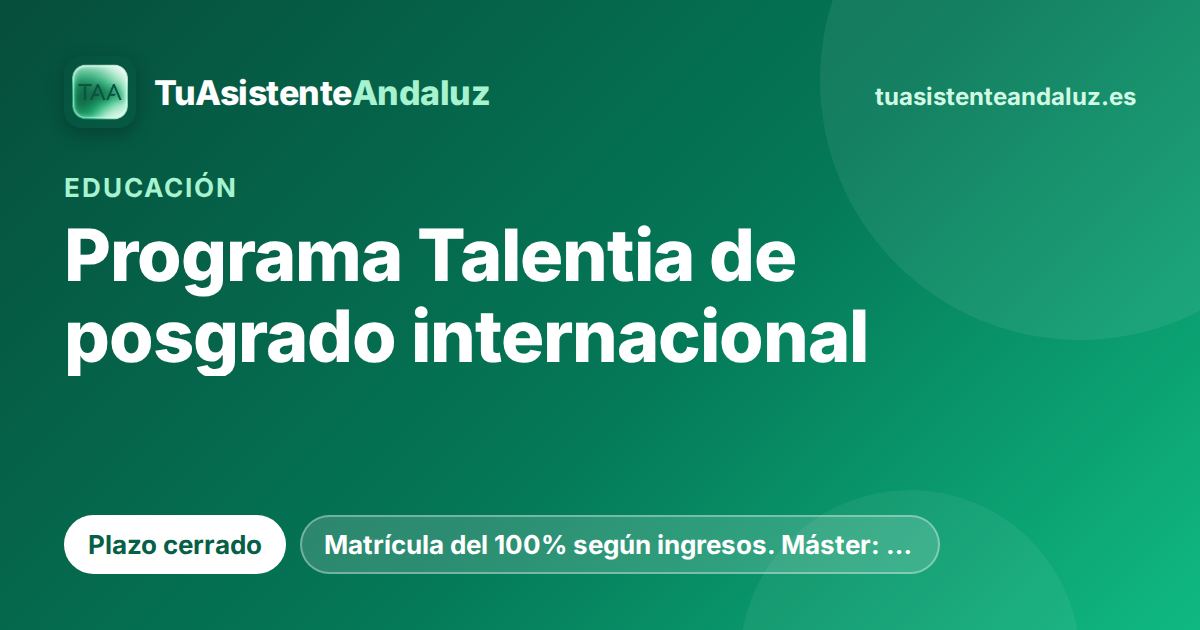 TAA
TuAsistenteAndaluz
tuasistenteandaluz.es
EDUCACIÓN
Programa Talentia de
posgrado internacional
Plazo cerrado
Matrícula del 100% según ingresos. Máster: ...